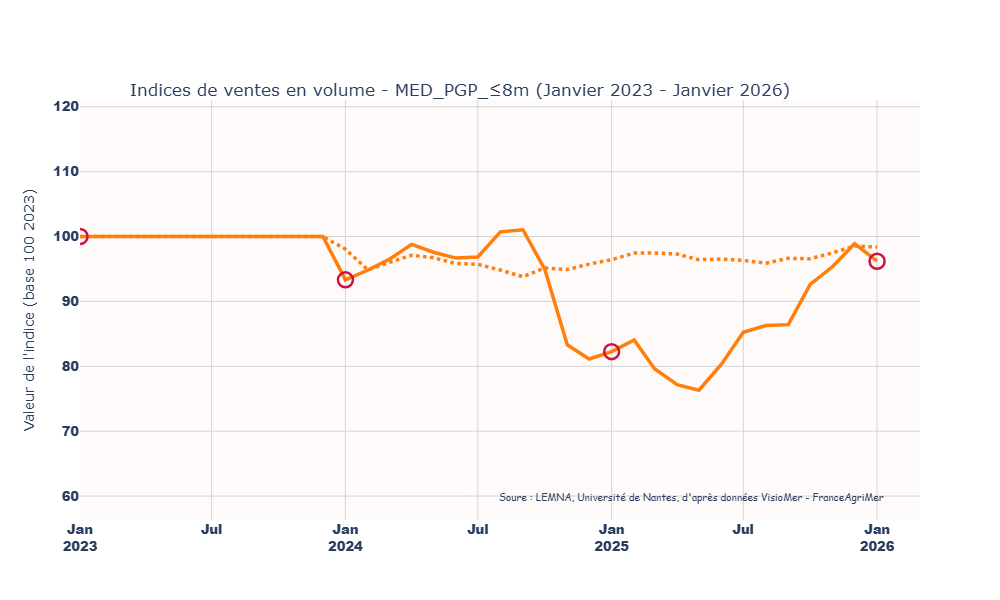 Indices de ventes en volume - MED_PGP_≤8m (Janvier 2023 - Janvier 2026)
Valeur de l'indice (base 100 2023)
120
110
100
90
80
70
60
Soure : LEMNA, Université de Nantes, d'après données VisioMer - FranceAgriMer
Jan Jul Jan Jul Jan Jul Jan
2023 2024 2025 2026